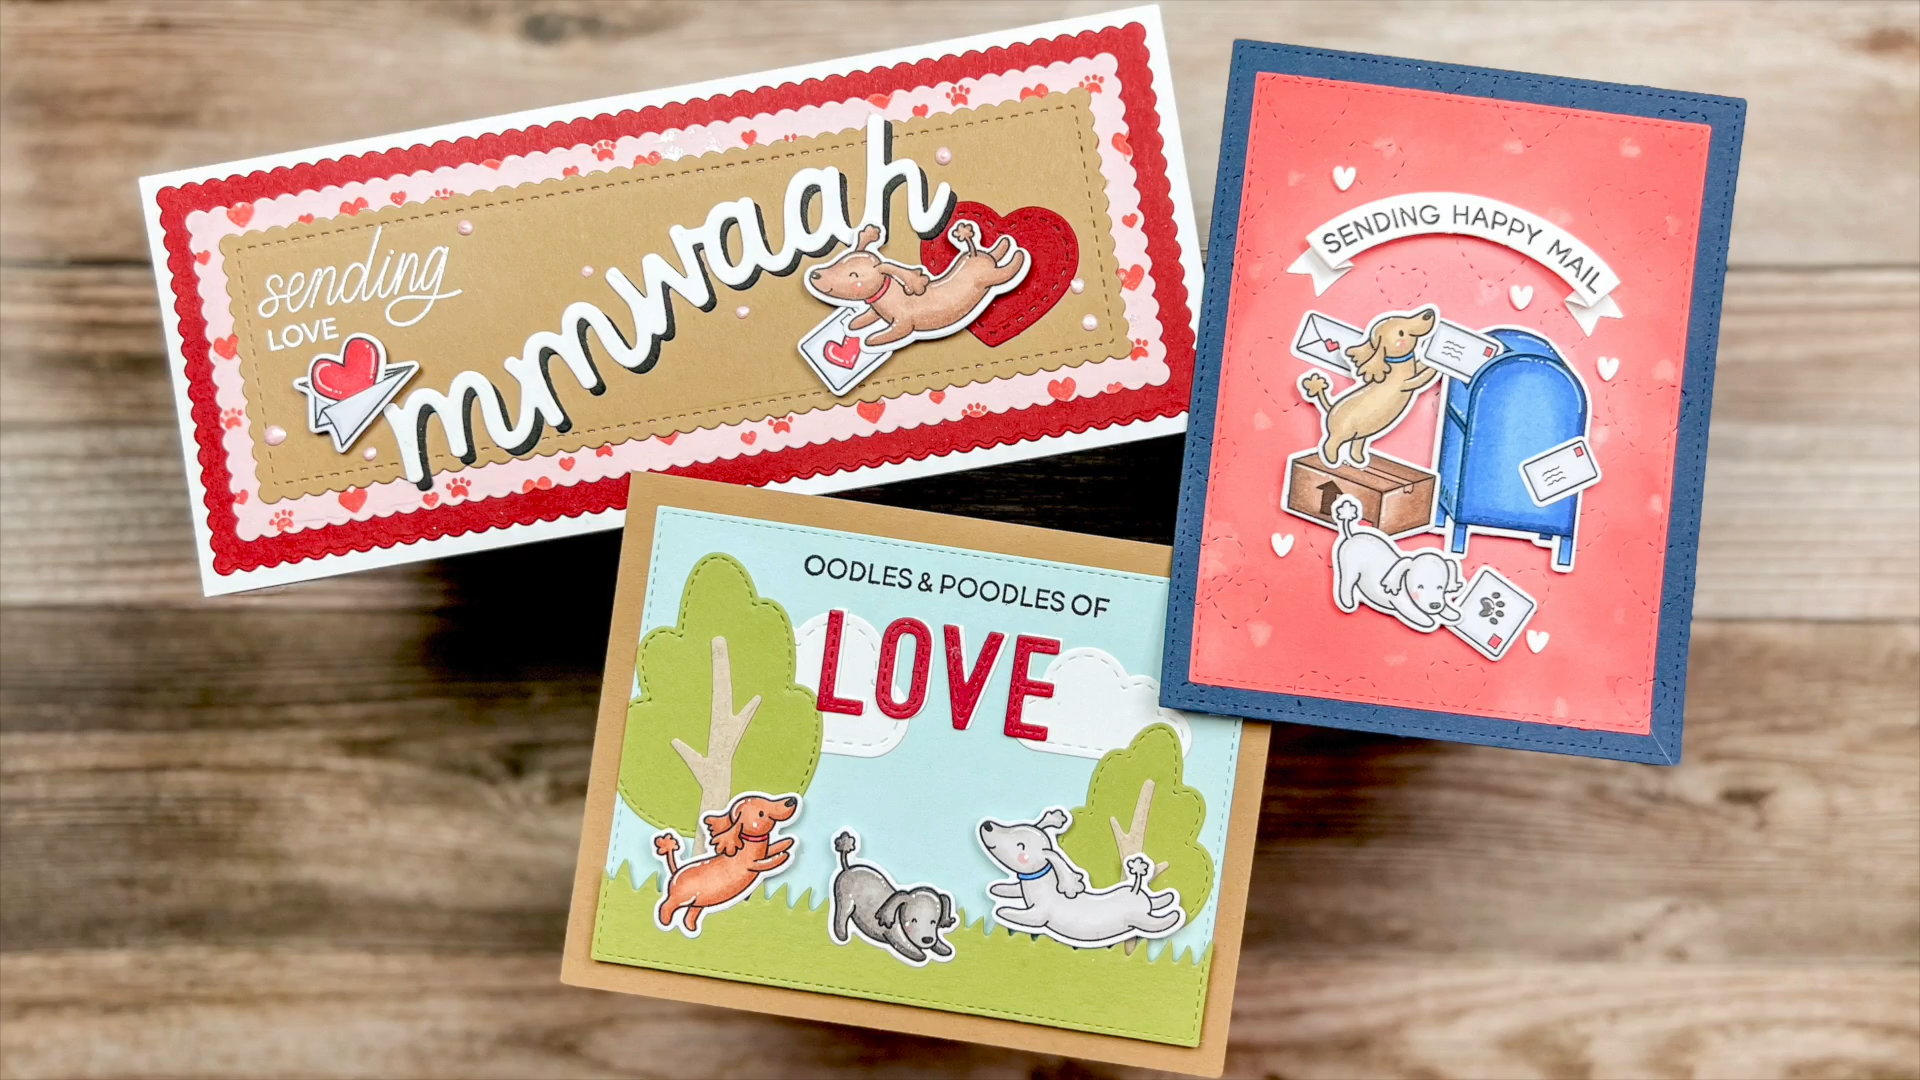 sending
LOVE
mmwaah
SENDING HAPPY MAIL
OODLES & POODLES OF
LOVE